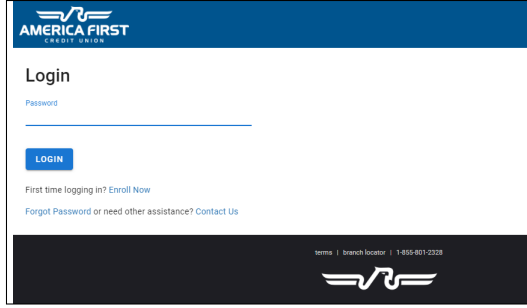 AMERICA FIRST
CREDIT UNION
Login
Password
LOGIN
First time logging in? Enroll Now
Forgot Password or need other assistance? Contact Us
terms | branch locator | 1-855-801-2328